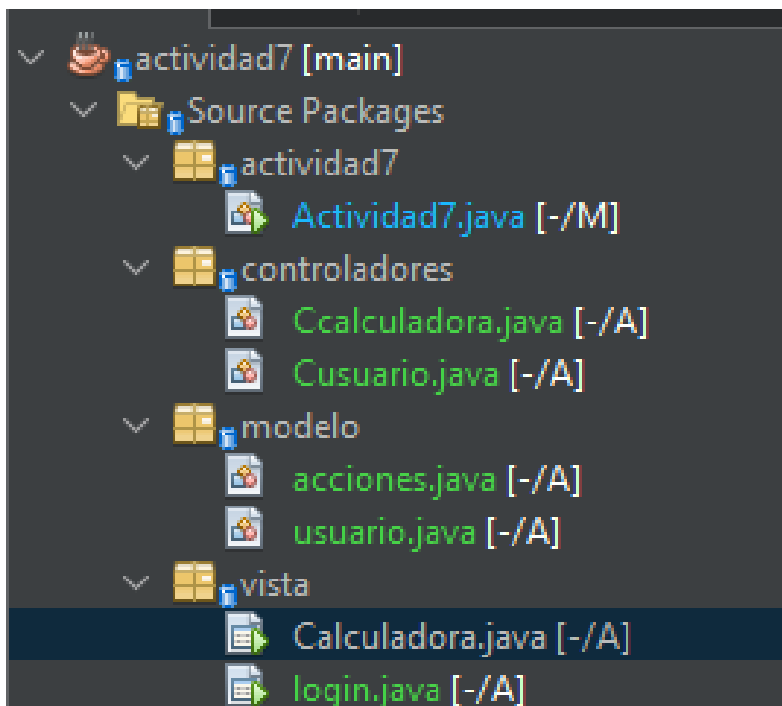 actividad7 [main]
Source Packages
actividad7
Actividad7.java [-/M]
controladores
Ccalculadora.java [-/A]
Cusuario.java [-/A]
modelo
acciones.java [-/A]
usuario.java [-/A]
vista
Calculadora.java [-/A]
login.java [-/A]